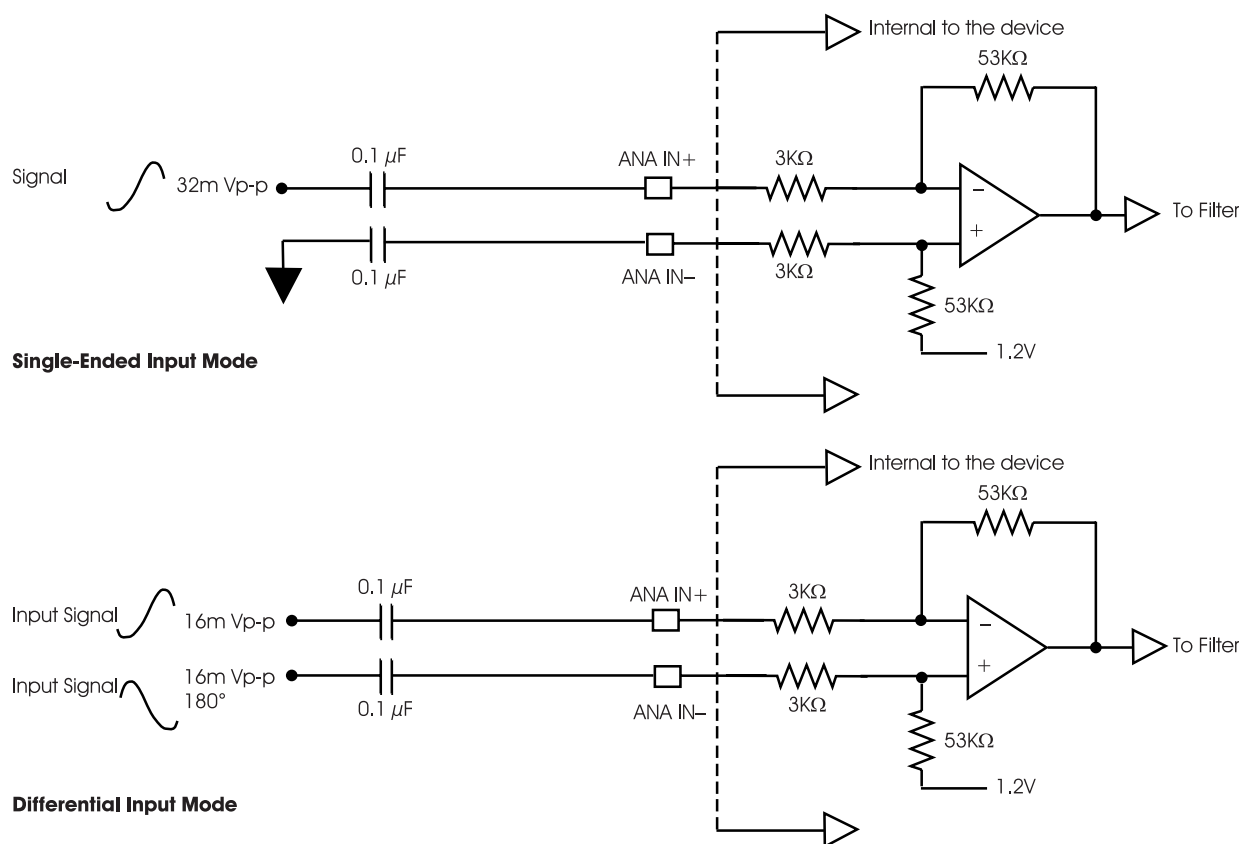 Internal to the device
53KΩ
0.1 µF
ANA IN+
3KΩ
Signal
32m Vp-p
−
To Filter
+
0.1 µF
ANA IN−
3KΩ
53KΩ
1.2V
Single-Ended Input Mode
Internal to the device
53KΩ
0.1 µF
ANA IN+
3KΩ
Input Signal
16m Vp-p
−
To Filter
Input Signal
16m Vp-p
180°
+
0.1 µF
ANA IN−
3KΩ
53KΩ
1.2V
Differential Input Mode